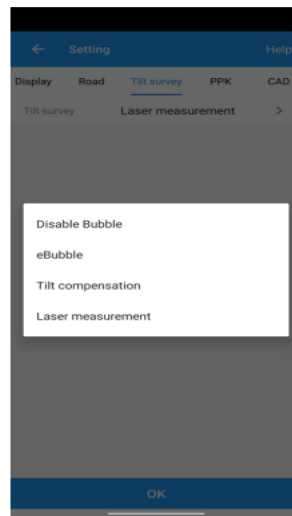 ← Setting Help
Display Road Tilt survey PPK CAD
Tilt survey Laser measurement >
Disable Bubble
eBubble
Tilt compensation
Laser measurement
OK